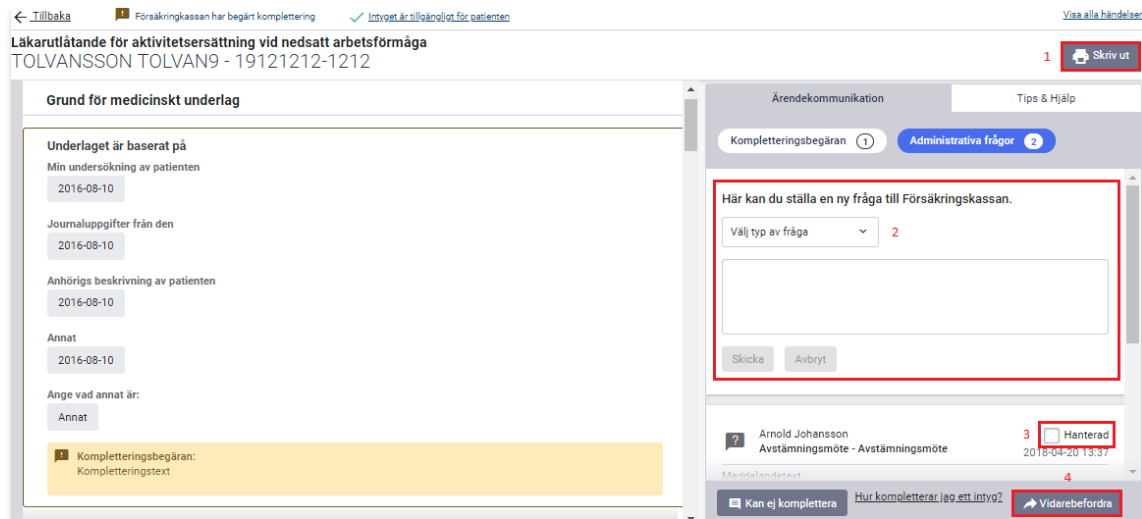 ← Tillbaka
Försäkringkassan har begärt komplettering
Intyget är tillgängligt för patienten
Visa alla händelser
Läkarutlåtande för aktivitetsersättning vid nedsatt arbetsförmåga
TOLVANSSON TOLVAN9 - 19121212-1212
1
Skriv ut
Grund för medicinskt underlag
Underlaget är baserat på
Min undersökning av patienten
2016-08-10
Journaluppgifter från den
2016-08-10
Anhörigs beskrivning av patienten
2016-08-10
Annat
2016-08-10
Ange vad annat är:
Annat
Kompletteringsbegäran:
Kompletteringstext
Ärendekommunikation
Tips & Hjälp
Kompletteringsbegäran 1
Administrativa frågor 2
Här kan du ställa en ny fråga till Försäkringskassan.
Välj typ av fråga
2
Skicka
Avbryt
Arnold Johansson
3
Hanterad
Avstämningsmöte - Avstämningsmöte
2018-04-20 13:37
Meddelandetext
4
Kan ej komplettera
Hur kompletterar jag ett intyg?
Vidarebefordra